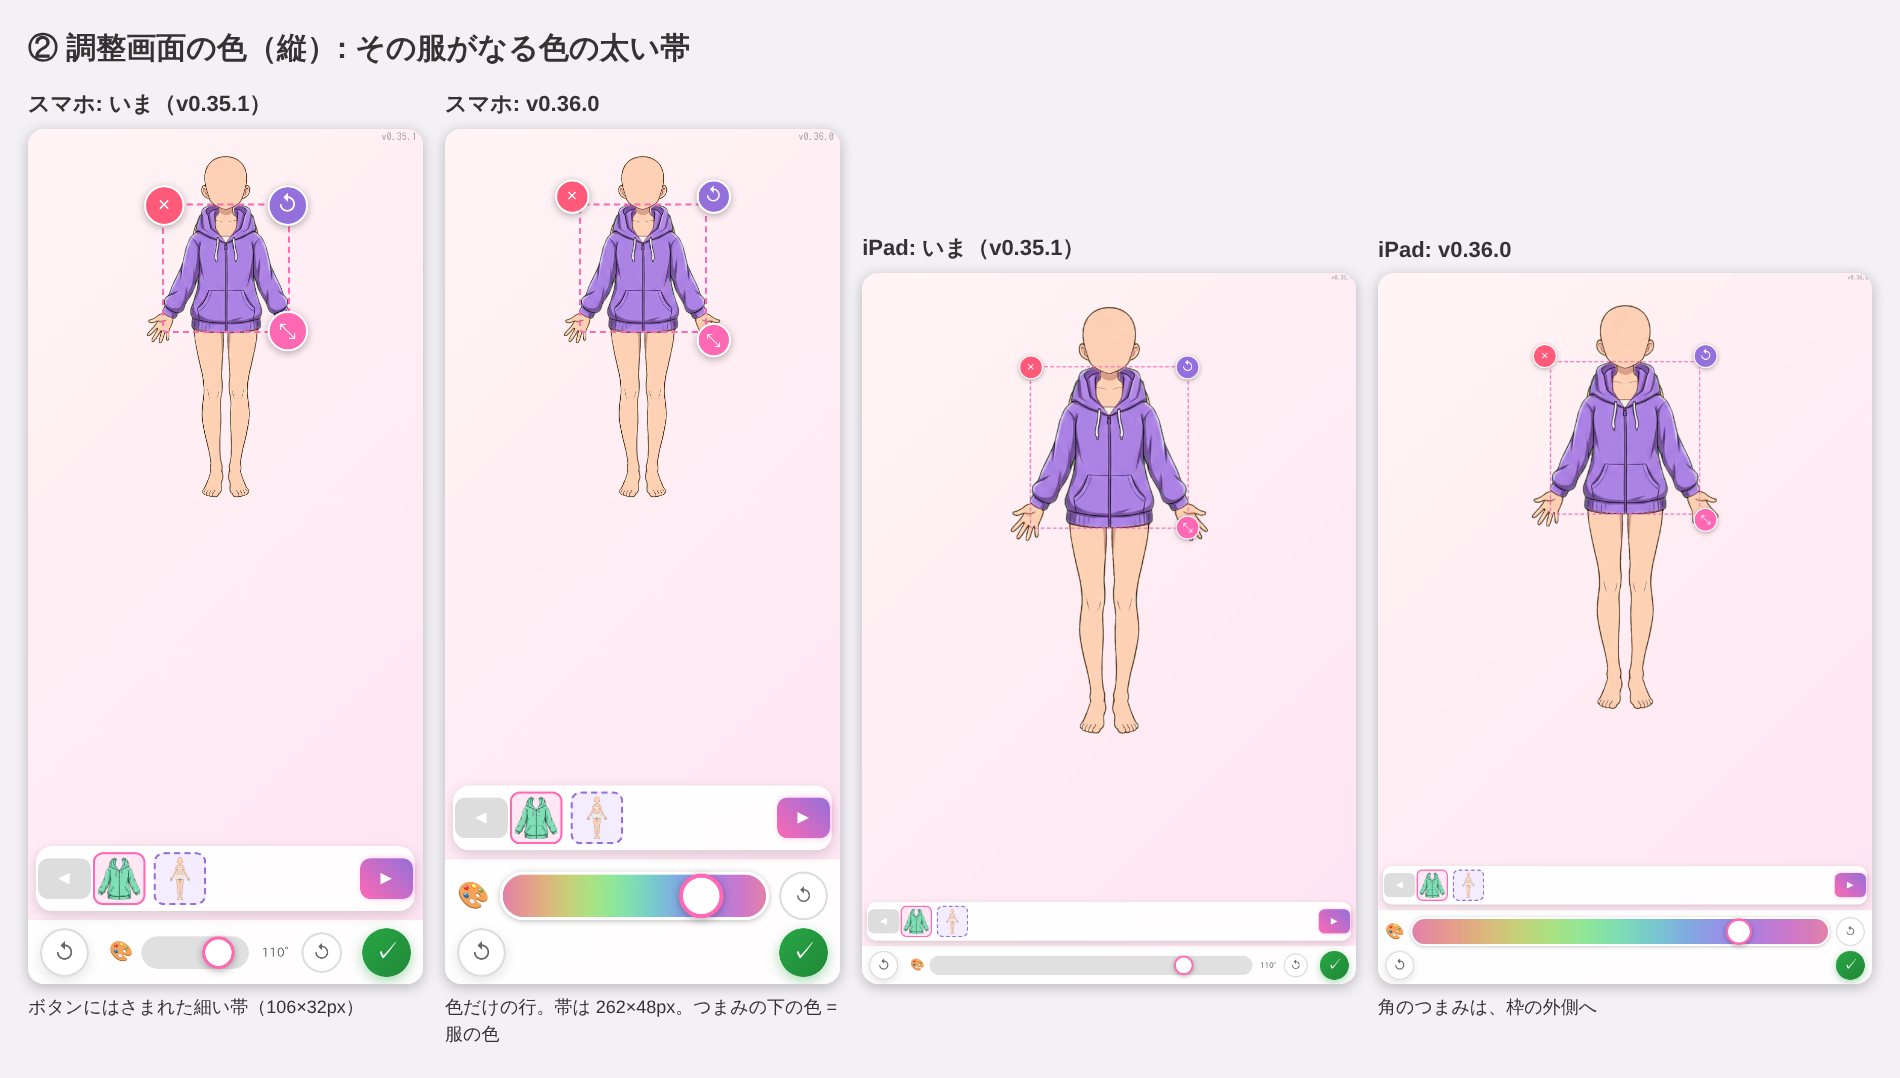 ② 調整画面の色（縦）: その服がなる色の太い帯
スマホ: いま（v0.35.1）
スマホ: v0.36.0
iPad: いま（v0.35.1）
iPad: v0.36.0
v0.35.1
v0.36.0
110°
110°
ボタンにはさまれた細い帯（106×32px）
色だけの行。帯は 262×48px。つまみの下の色 =
服の色
角のつまみは、枠の外側へ